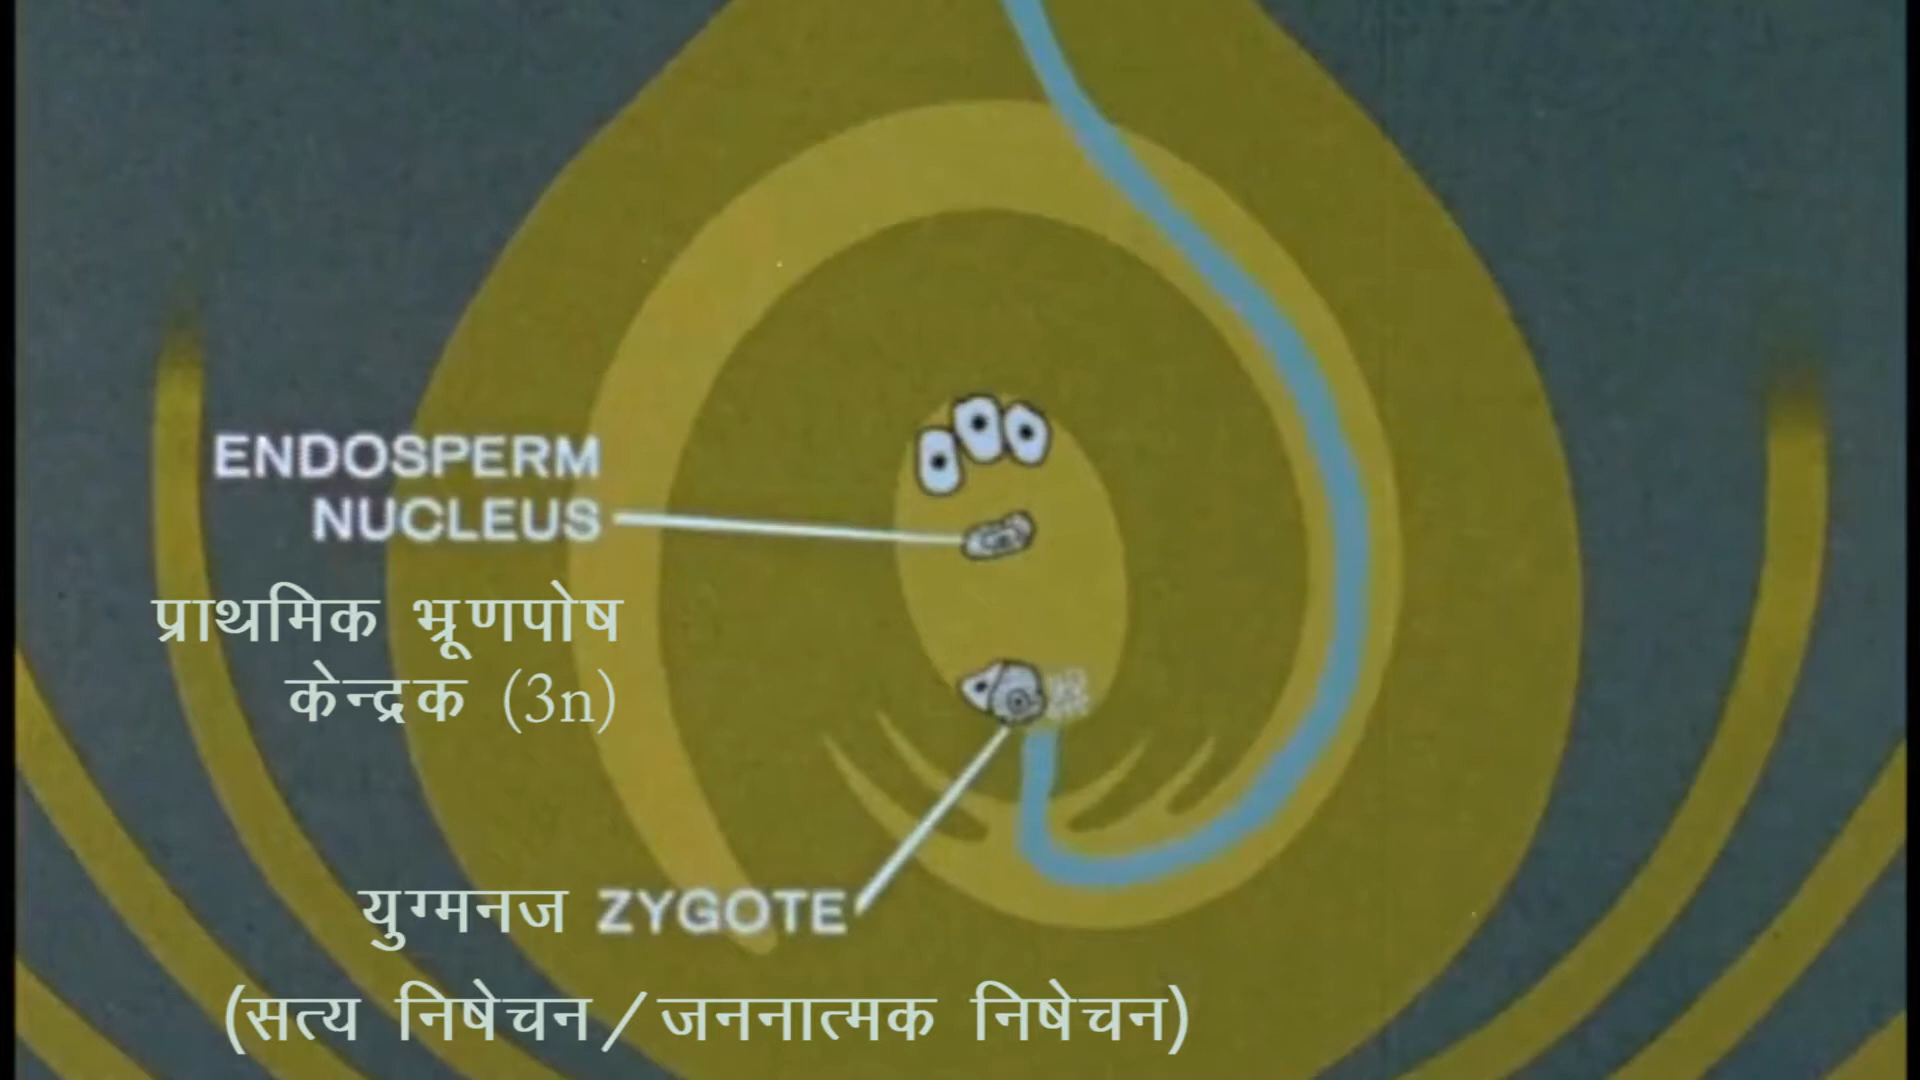 ENDOSPERM
NUCLEUS
प्राथमिक भ्रूणपोष
केन्द्रक (3n)
युग्मनज ZYGOTE
(सत्य निषेचन/जननात्मक निषेचन)